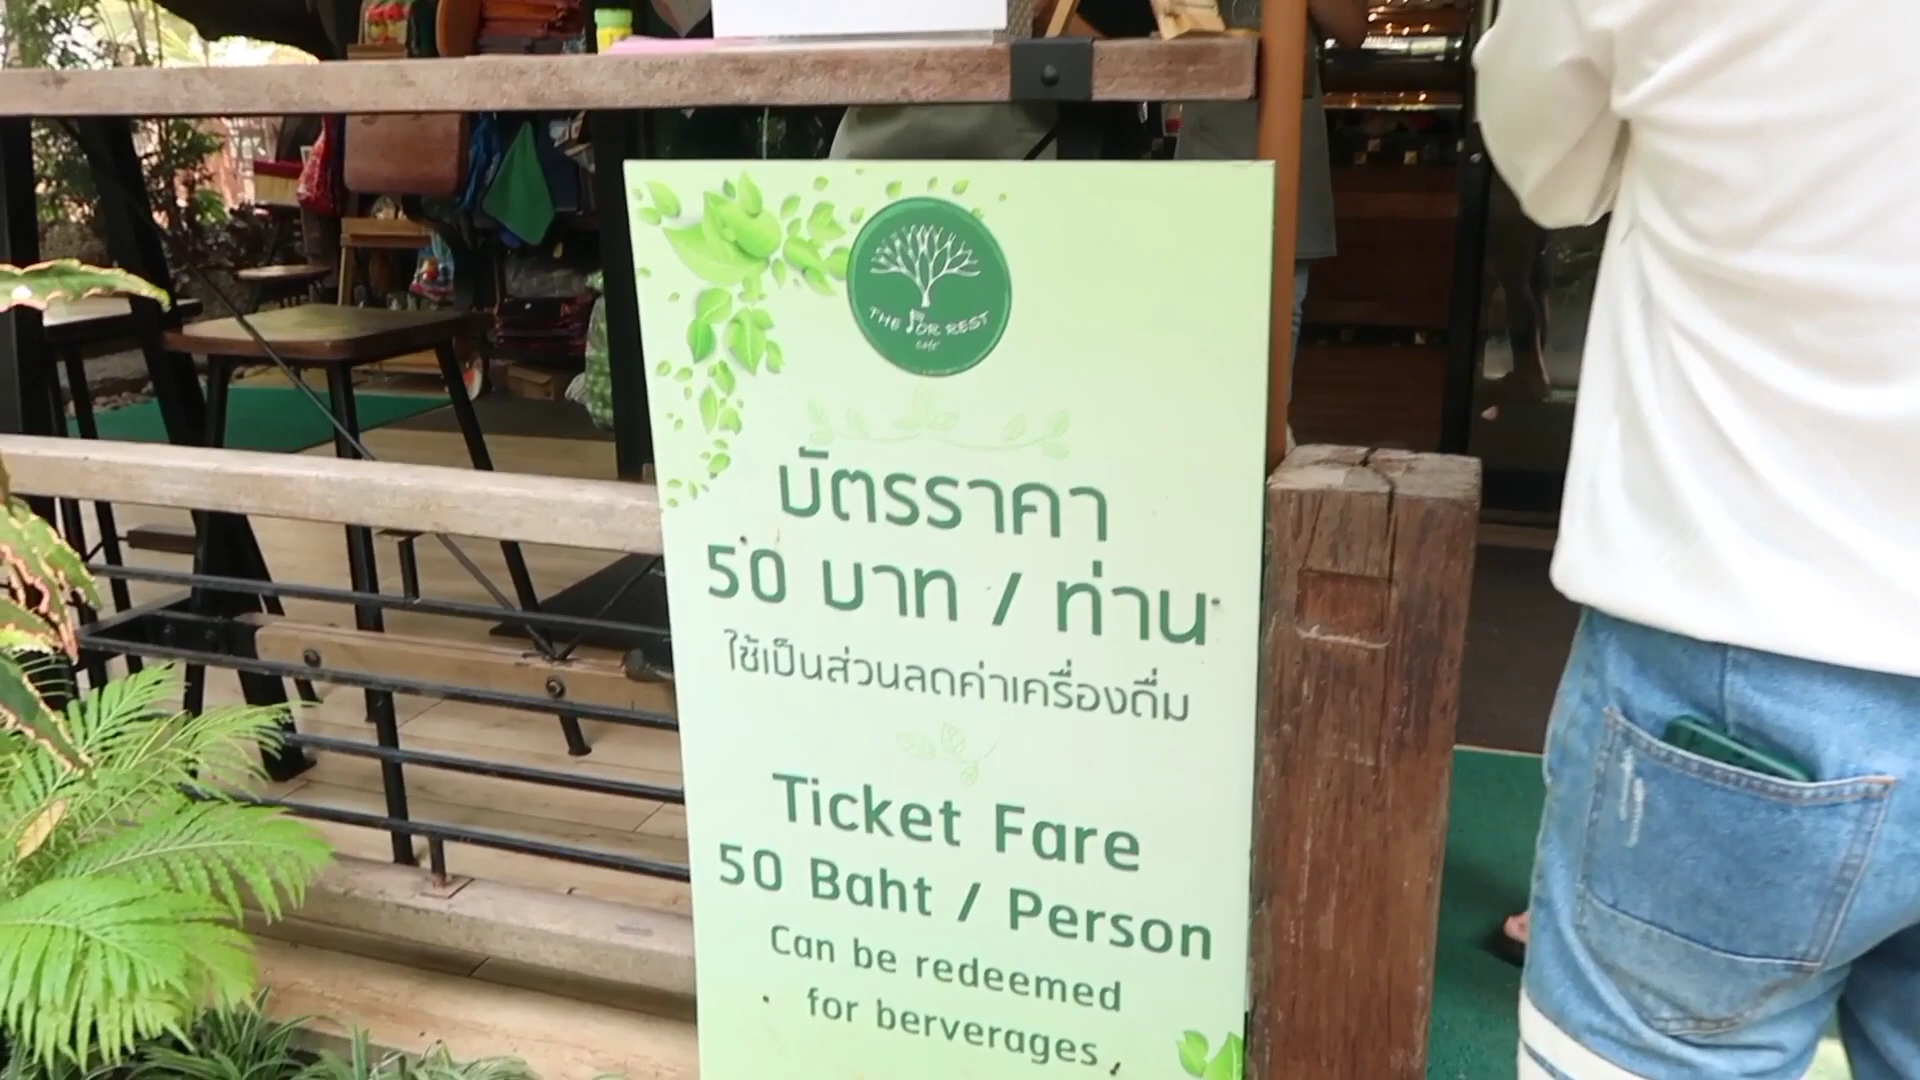 THE FOR REST
cafe
บัตรราคา
50 บาท / ท่าน
ใช้เป็นส่วนลดค่าเครื่องดื่ม
Ticket Fare
50 Baht / Person
Can be redeemed
for berverages,